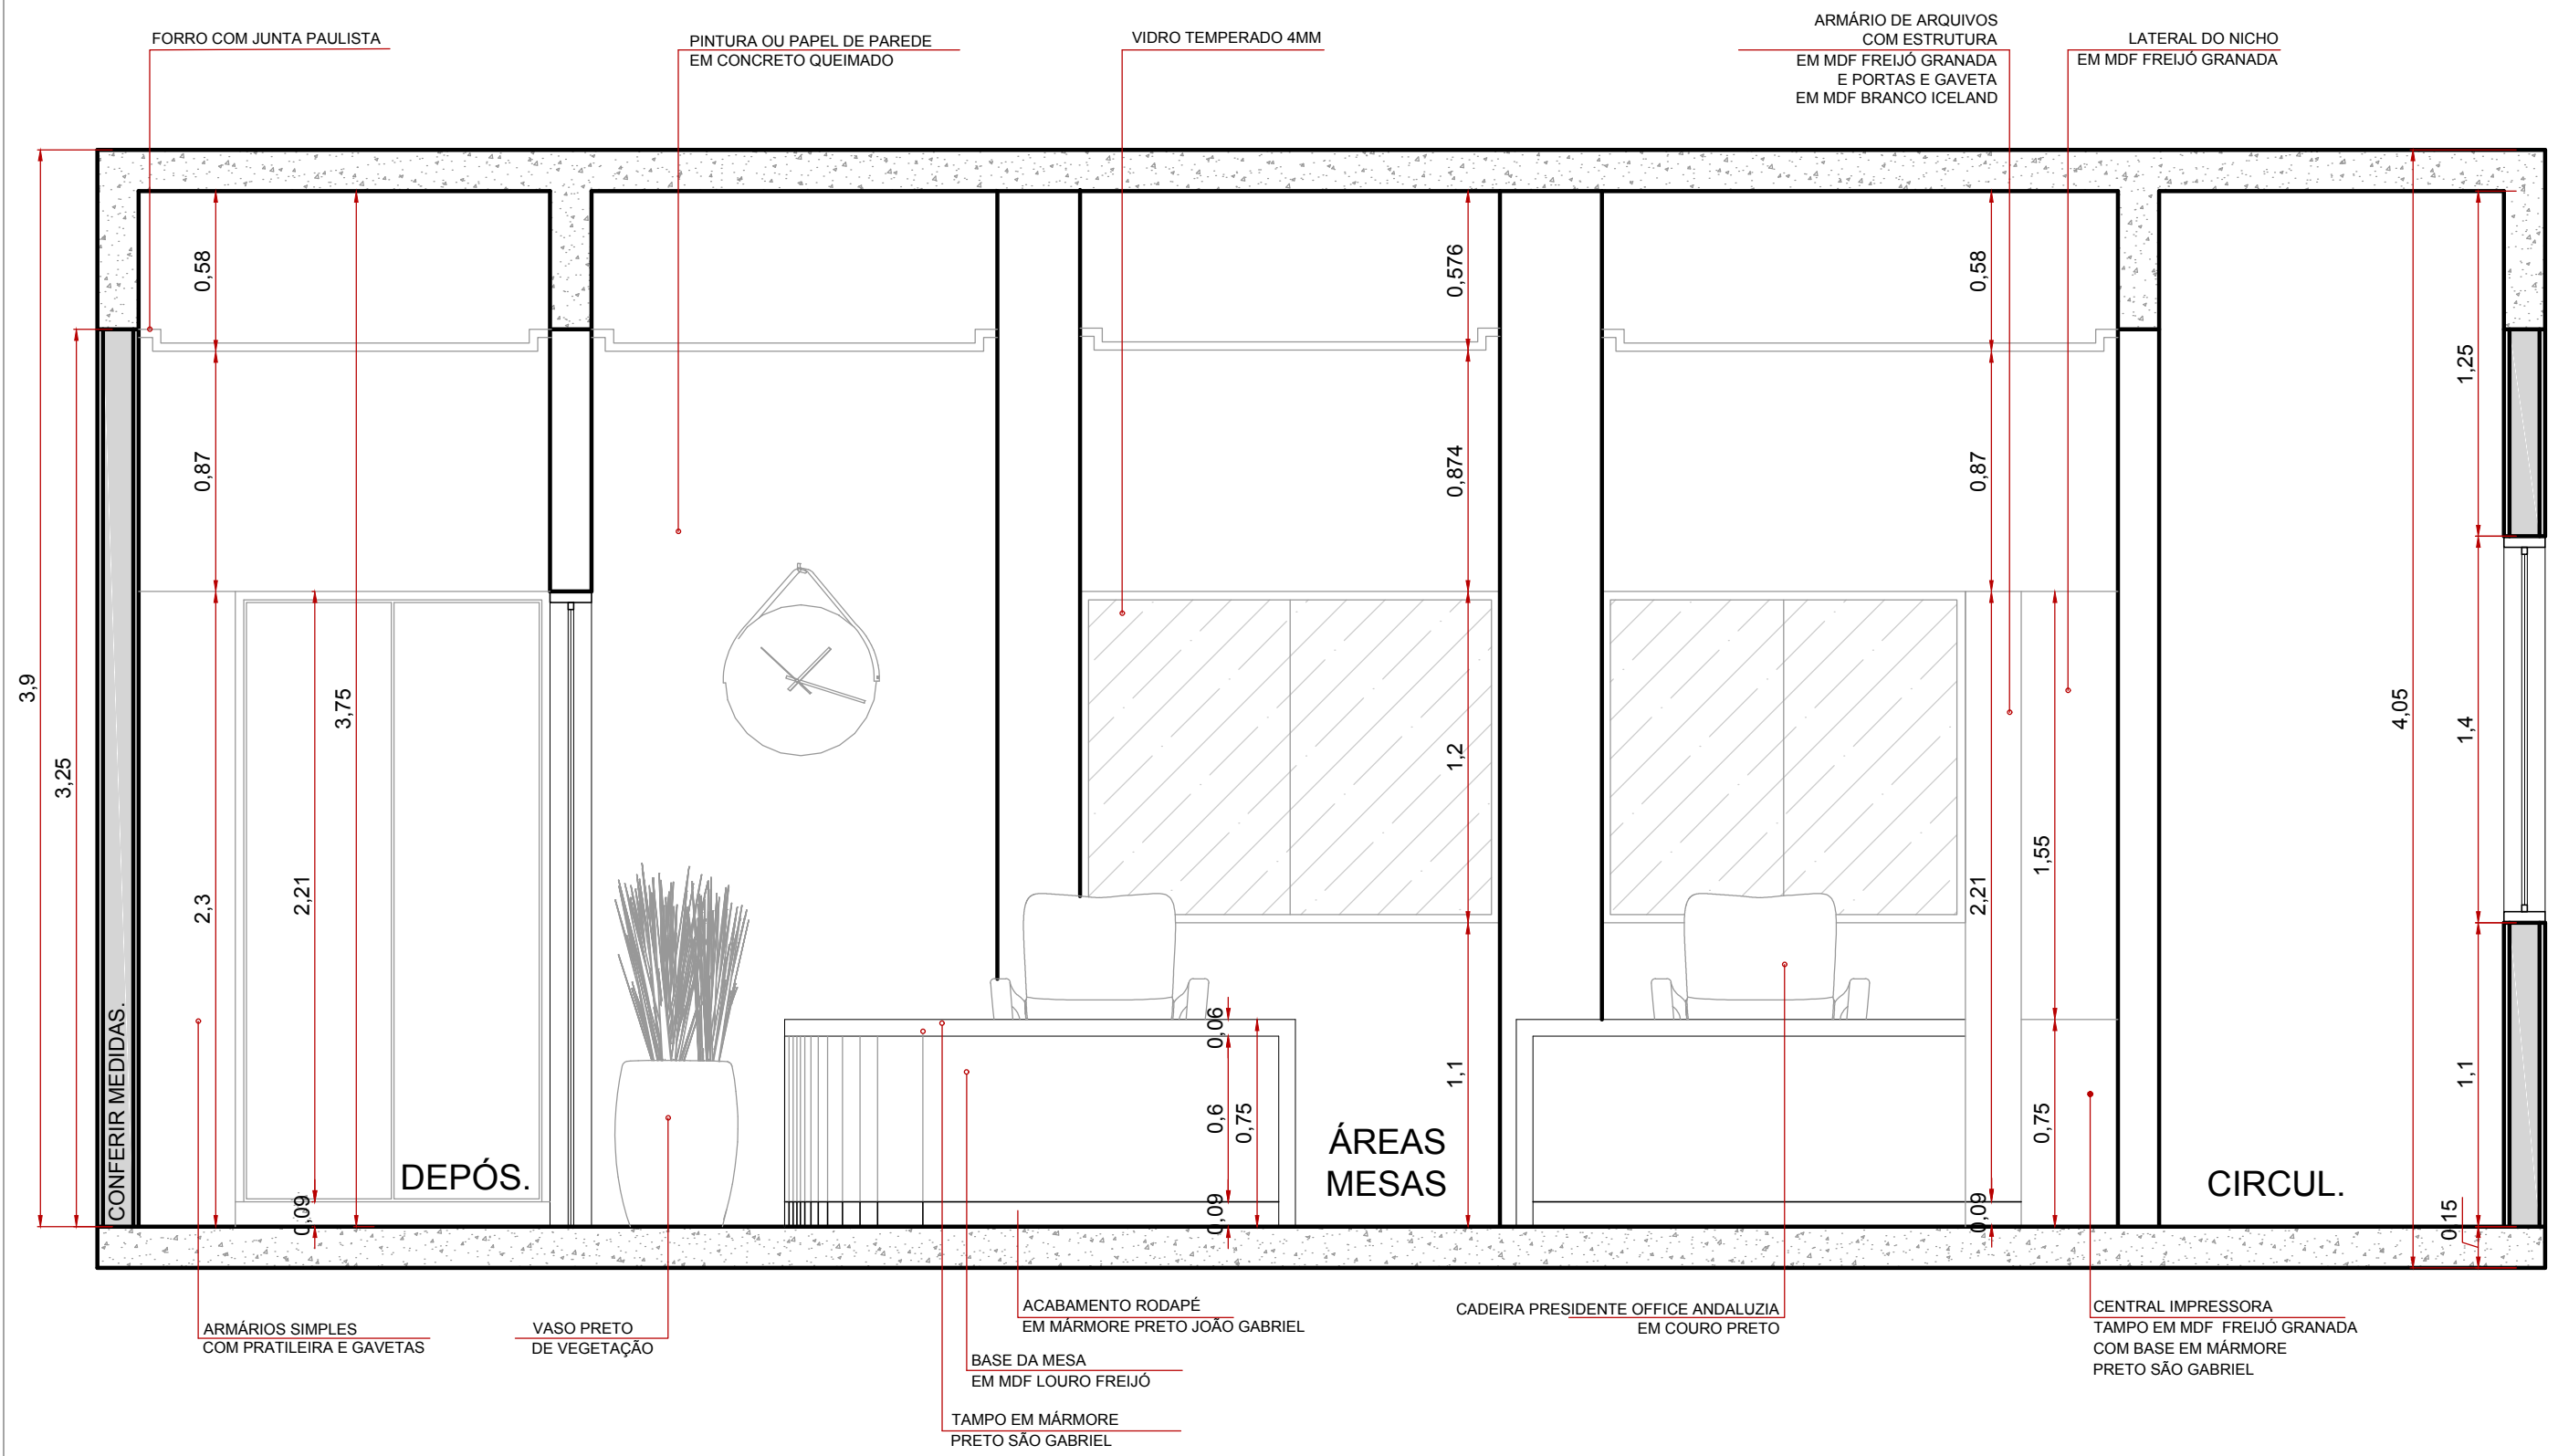 FORRO COM JUNTA PAULISTA
PINTURA OU PAPEL DE PAREDE
EM CONCRETO QUEIMADO
VIDRO TEMPERADO 4MM
ARMÁRIO DE ARQUIVOS
COM ESTRUTURA
EM MDF FREIJÓ GRANADA
E PORTAS E GAVETA
EM MDF BRANCO ICELAND
LATERAL DO NICHO
EM MDF FREIJÓ GRANADA
3,9
3,25
CONFERIR MEDIDAS.
0,58
0,87
2,3
2,21
0,09
3,75
DEPÓS.
0,06
0,6
0,09
0,75
ÁREAS
MESAS
0,576
0,874
1,2
1,1
0,58
0,87
2,21
0,09
1,55
0,75
CIRCUL.
4,05
1,25
1,4
1,1
0,15
ARMÁRIOS SIMPLES
COM PRATILEIRA E GAVETAS
VASO PRETO
DE VEGETAÇÃO
ACABAMENTO RODAPÉ
EM MÁRMORE PRETO JOÃO GABRIEL
BASE DA MESA
EM MDF LOURO FREIJÓ
TAMPO EM MÁRMORE
PRETO SÃO GABRIEL
CADEIRA PRESIDENTE OFFICE ANDALUZIA
EM COURO PRETO
CENTRAL IMPRESSORA
TAMPO EM MDF FREIJÓ GRANADA
COM BASE EM MÁRMORE
PRETO SÃO GABRIEL